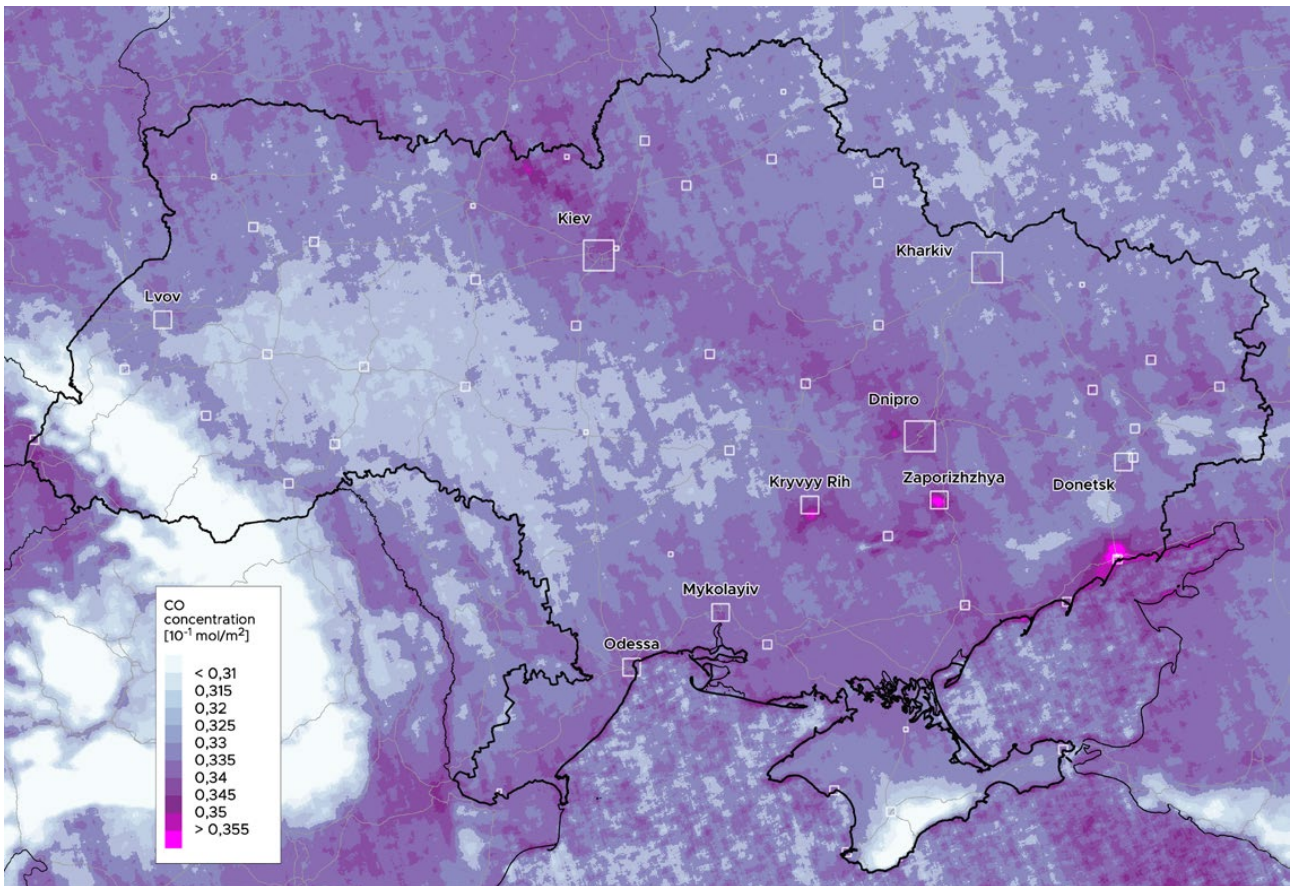 Kiev
Kharkiv
Lvov
Dnipro
Kryvyy Rih
Zaporizhzhya
Donetsk
Mykolayiv
Odessa
CO
concentration
[10⁻¹ mol/m²]
< 0,31
0,315
0,32
0,325
0,33
0,335
0,34
0,345
0,35
> 0,355